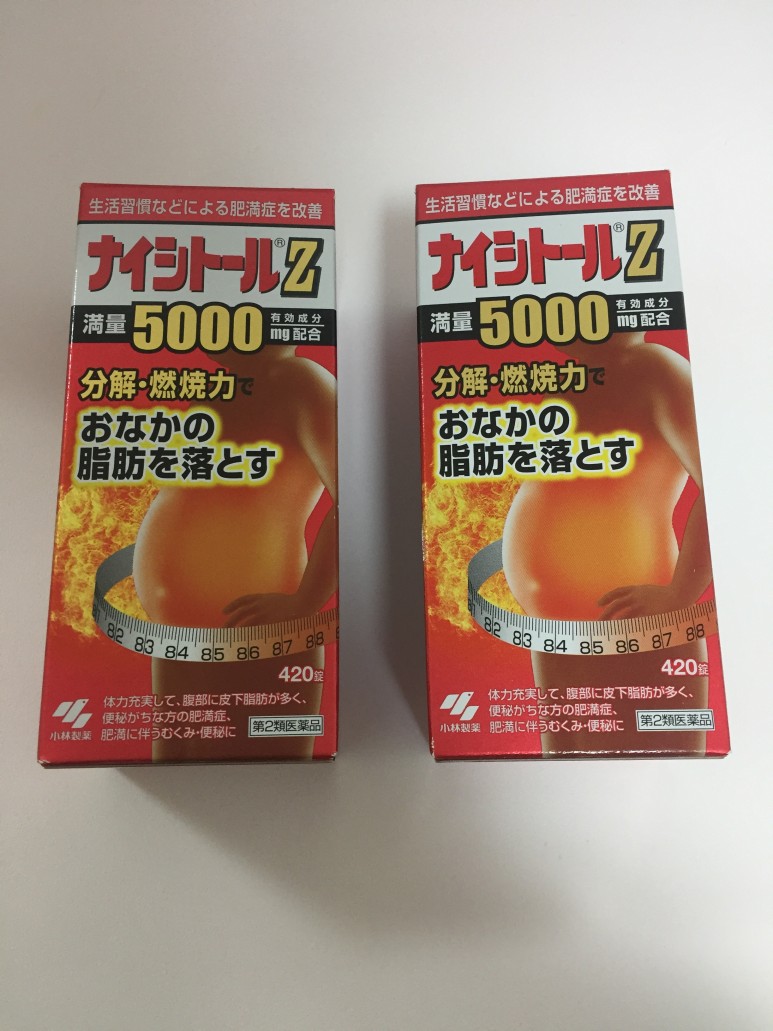 生活習慣などによる肥満症を改善
ナイシトール®Z
満量5000有効成分mg配合
分解・燃焼力で
おなかの
脂肪を落とす
82 83 84 85 86 87 88
420錠
体力充実して、腹部に皮下脂肪が多く、
便秘がちな方の肥満症、
肥満に伴うむくみ・便秘に
第2類医薬品
小林製薬
生活習慣などによる肥満症を改善
ナイシトール®Z
満量5000有効成分mg配合
分解・燃焼力で
おなかの
脂肪を落とす
81 82 83 84 85 86 87 88
420錠
体力充実して、腹部に皮下脂肪が多く、
便秘がちな方の肥満症、
肥満に伴うむくみ・便秘に
第2類医薬品
小林製薬